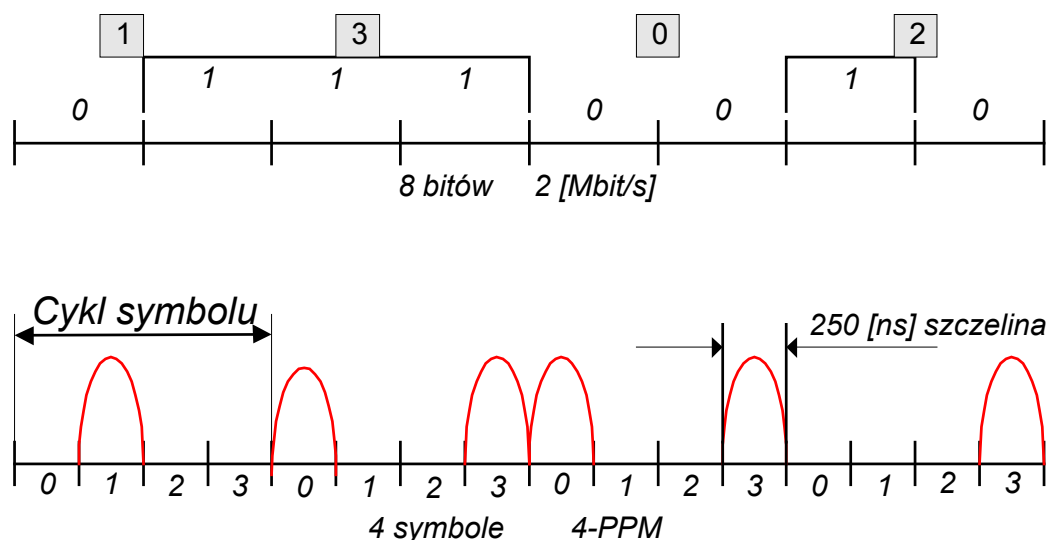 1 3 0 2
1 1 1 1
0 0 0 0
8 bitów 2 [Mbit/s]
Cykl symbolu
250 [ns] szczelina
0 1 2 3 0 1 2 3 0 1 2 3 0 1 2 3
4 symbole 4-PPM